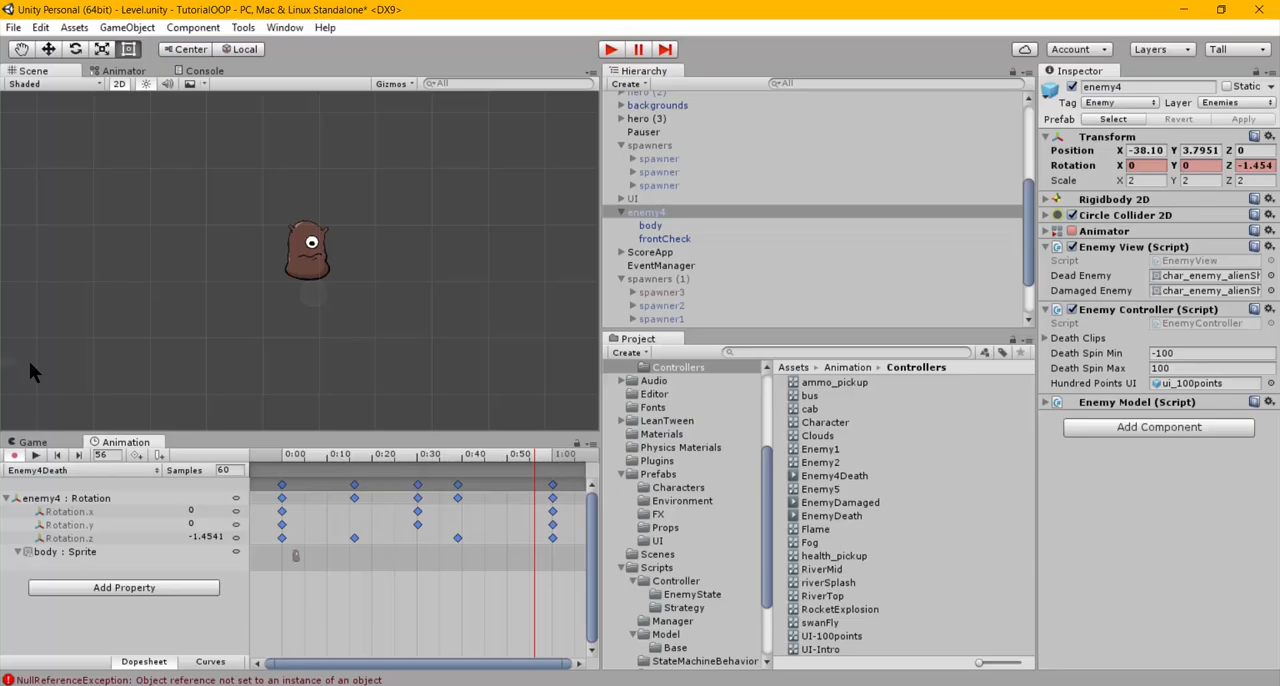 Unity Personal (64bit) - Level.unity - TutorialOOP - PC, Mac & Linux Standalone* <DX9>
File Edit Assets GameObject Component Tools Window Help
Center Local Account Layers Tall
Scene Animator Console
Shaded 2D Gizmos All
Hierarchy
Create All
hero (2)
backgrounds
hero (3)
Pauser
spawners
spawner
spawner
spawner
UI
enemy4
body
frontCheck
ScoreApp
EventManager
spawners (1)
spawner3
spawner2
spawner1
Inspector
enemy4 Static
Tag Enemy Layer Enemies
Prefab Select Revert Apply
Transform
Position X -38.10 Y 3.7951 Z 0
Rotation X 0 Y 0 Z -1.454
Scale X 2 Y 2 Z 2
Rigidbody 2D
Circle Collider 2D
Animator
Enemy View (Script)
Script EnemyView
Dead Enemy char_enemy_alienSh
Damaged Enemy char_enemy_alienSh
Enemy Controller (Script)
Script EnemyController
Death Clips
Death Spin Min -100
Death Spin Max 100
Hundred Points UI ui_100points
Enemy Model (Script)
Add Component
Project
Create
Controllers
Audio
Editor
Fonts
LeanTween
Materials
Physics Materials
Plugins
Prefabs
Characters
Environment
FX
Props
UI
Scenes
Scripts
Controller
EnemyState
Strategy
Manager
Model
Base
StateMachineBehavior
Assets Animation Controllers
ammo_pickup
bus
cab
Character
Clouds
Enemy1
Enemy2
Enemy4Death
Enemy5
EnemyDamaged
EnemyDeath
Flame
Fog
health_pickup
RiverMid
riverSplash
RiverTop
RocketExplosion
swanFly
UI-100points
UI-Intro
Game Animation
56 0:00 0:10 0:20 0:30 0:40 0:50 1:00
Enemy4Death Samples 60
enemy4 : Rotation
Rotation.x 0
Rotation.y 0
Rotation.z -1.4541
body : Sprite
Add Property
Dopesheet Curves
NullReferenceException: Object reference not set to an instance of an object